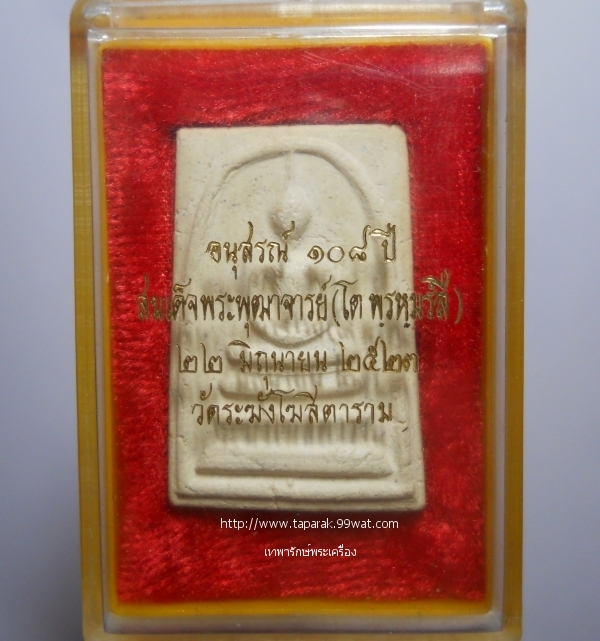 อนุสรณ์ ๑๐๘ ปี
สมเด็จพระพุฒาจารย์ (โต พฺรหฺมรํสี)
๒๒ มิถุนายน ๒๕๒๓
วัดระฆังโฆสิตาราม
http://www.taparak.99wat.com
เทพารักษ์พระเครื่อง